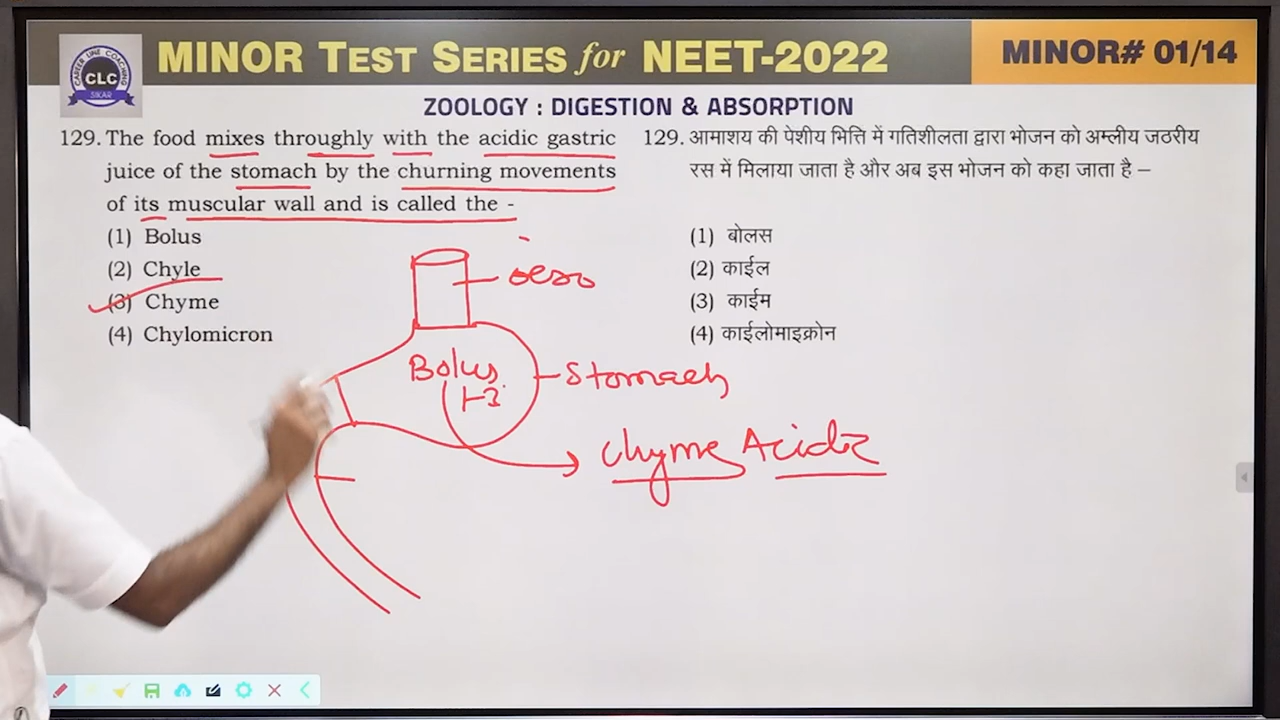 CAREER LINE COACHING
CLC
SIKAR
MINOR TEST SERIES for NEET-2022
MINOR# 01/14
ZOOLOGY : DIGESTION & ABSORPTION
129. The food mixes throughly with the acidic gastric
juice of the stomach by the churning movements
of its muscular wall and is called the -
(1) Bolus
(2) Chyle
(3) Chyme
(4) Chylomicron
129. आमाशय की पेशीय भित्ति में गतिशीलता द्वारा भोजन को अम्लीय जठरीय
रस में मिलाया जाता है और अब इस भोजन को कहा जाता है –
(1) बोलस
(2) काईल
(3) काईम
(4) काईलोमाइक्रोन
Oeso
Bolus
Stomach
Chyme Acidic